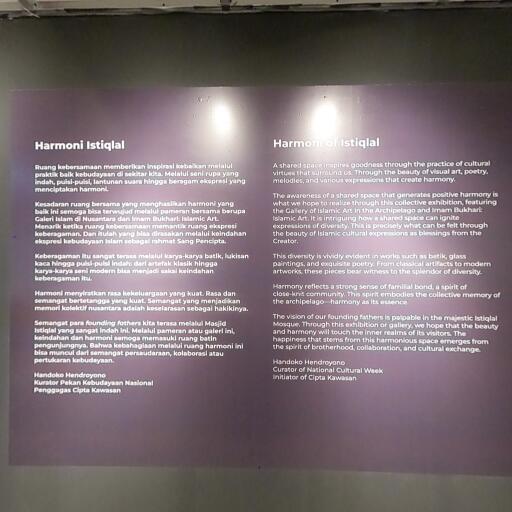 Harmoni Istiqlal
Ruang kebersamaan memberikan inspirasi kebaikan melalui
praktik baik kebudayaan di sekitar kita. Melalui seni rupa yang
indah, puisi-puisi, lantunan suara hingga beragam ekspresi yang
menciptakan harmoni.
Kesadaran ruang bersama yang menghasilkan harmoni yang
baik ini semoga bisa terwujud melalui pameran bersama berupa
Galeri Islam di Nusantara dan Imam Bukhari: Islamic Art.
Menarik ketika ruang kebersamaan memantik ruang ekspresi
keberagaman. Dan itulah yang bisa dirasakan melalui keindahan
ekspresi kebudayaan Islam sebagai rahmat Sang Pencipta.
Keberagaman itu sangat terasa melalui karya-karya batik, lukisan
kaca hingga puisi-puisi indah: dari artefak klasik hingga
karya-karya seni modern bisa menjadi sakai keindahan
keberagaman itu.
Harmoni menyiratkan rasa kekeluargaan yang kuat. Rasa dan
semangat bertetangga yang kuat. Semangat yang menjadikan
memori kolektif nusantara adalah keselarasan sebagai hakikinya.
Semangat para founding fathers kita terasa melalui Masjid
Istiqlal yang sangat indah ini. Melalui pameran atau galeri ini,
keindahan dan harmoni semoga memasuki ruang batin
pengunjungnya. Bahwa kebahagiaan melalui ruang harmoni ini
bisa muncul dari semangat persaudaraan, kolaborasi atau
pertukaran kebudayaan.
Handoko Hendroyono
Kurator Pekan Kebudayaan Nasional
Penggagas Cipta Kawasan
Harmoni of Istiqlal
A shared space inspires goodness through the practice of cultural
virtues that surround us. Through the beauty of visual art, poetry,
melodies, and various expressions that create harmony.
The awareness of a shared space that generates positive harmony is
what we hope to realize through this collective exhibition, featuring
the Gallery of Islamic Art in the Archipelago and Imam Bukhari:
Islamic Art. It is intriguing how a shared space can ignite
expressions of diversity. This is precisely what can be felt through
the beauty of Islamic cultural expressions as blessings from the
Creator.
This diversity is vividly evident in works such as batik, glass
paintings, and exquisite poetry. From classical artifacts to modern
artworks, these pieces bear witness to the splendor of diversity.
Harmony reflects a strong sense of familial bond, a spirit of
close-knit community. This spirit embodies the collective memory of
the archipelago—harmony as its essence.
The vision of our founding fathers is palpable in the majestic Istiqlal
Mosque. Through this exhibition or gallery, we hope that the beauty
and harmony will touch the inner realms of its visitors. The
happiness that stems from this harmonious space emerges from
the spirit of brotherhood, collaboration, and cultural exchange.
Handoko Hendroyono
Curator of National Cultural Week
Initiator of Cipta Kawasan